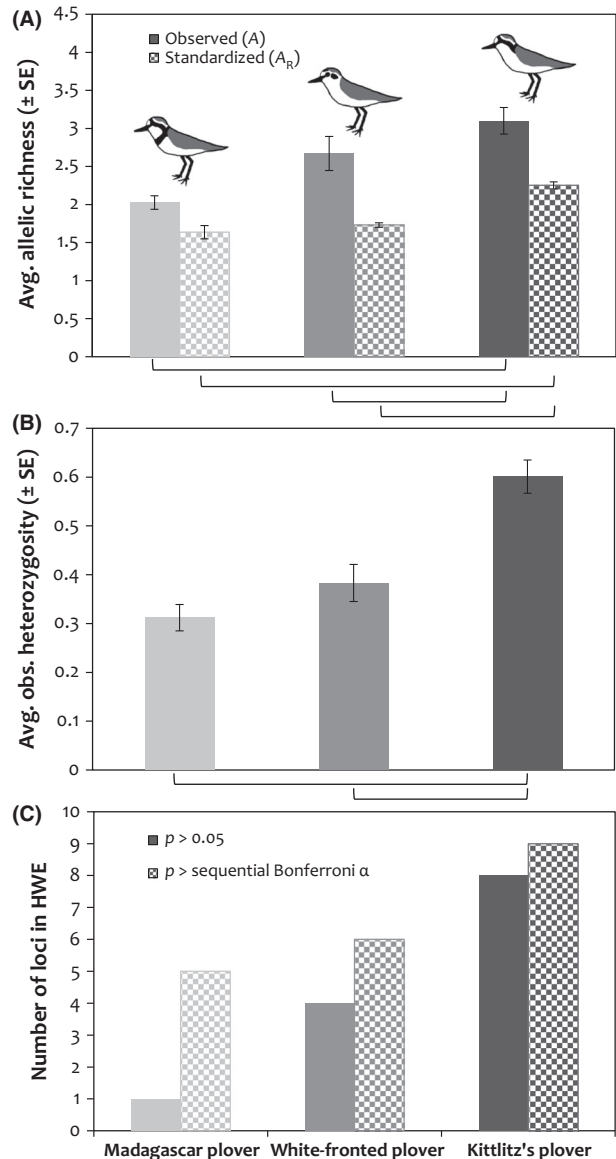 (A)
Avg. allelic richness (± SE)
4.5
4
3.5
3
2.5
2
1.5
1
0.5
0
Observed (A)
Standardized (AR)
(B)
Avg. obs. heterozygosity (± SE)
0.7
0.6
0.5
0.4
0.3
0.2
0.1
0
(C)
Number of loci in HWE
10
9
8
7
6
5
4
3
2
1
0
p > 0.05
p > sequential Bonferroni α
Madagascar plover White-fronted plover Kittlitz's plover